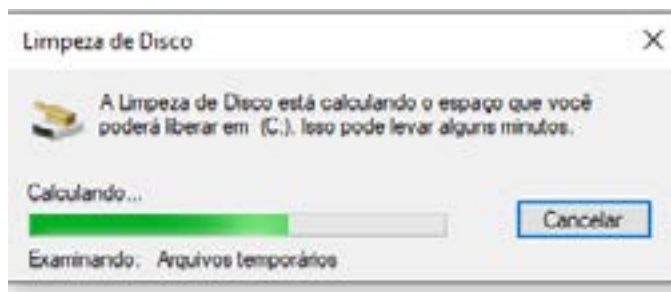 Limpeza de Disco
A Limpeza de Disco está calculando o espaço que você
poderá liberar em (C:). Isso pode levar alguns minutos.
Calculando...
Cancelar
Examinando: Arquivos temporários